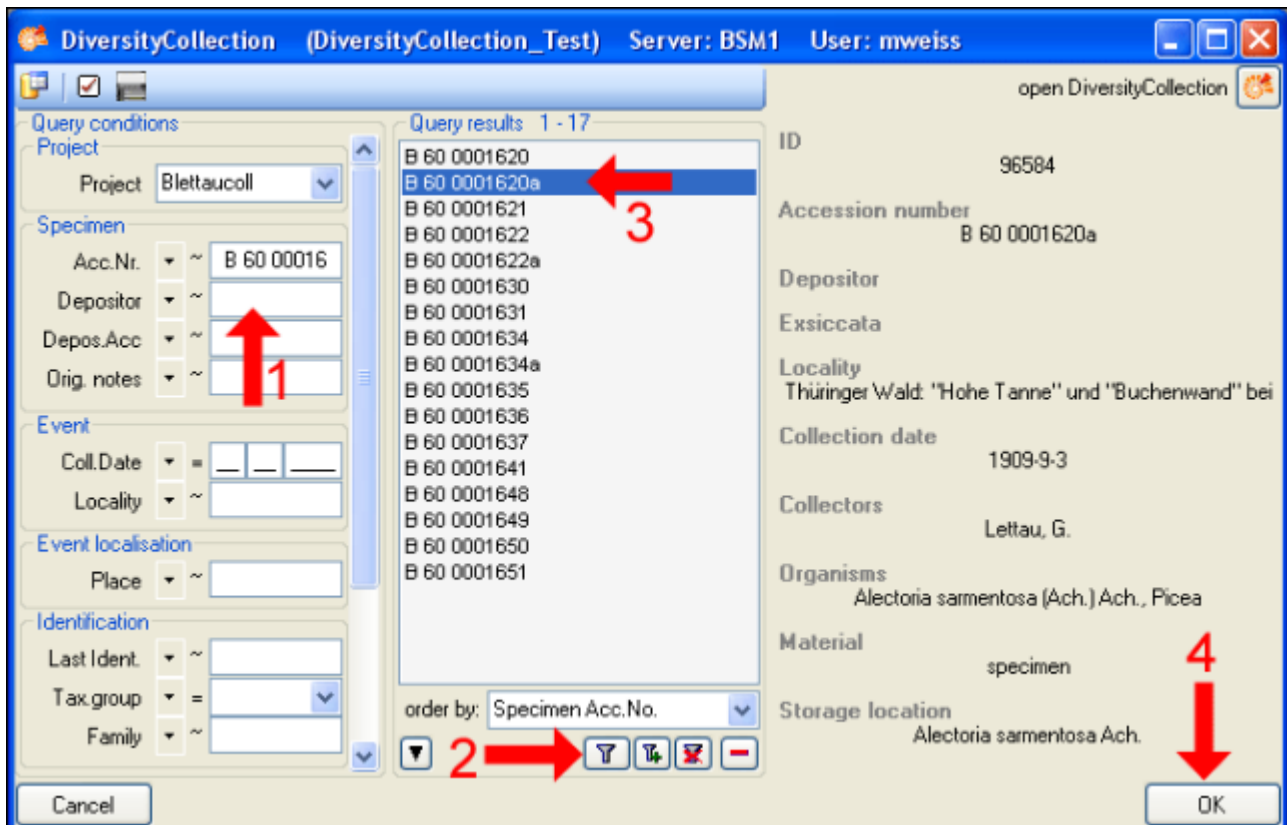 DiversityCollection (DiversityCollection_Test) Server: BSM1 User: mweiss
open DiversityCollection
Query conditions
Project
Project Blettaucoll
Specimen
Acc.Nr. ~ B 60 00016
Depositor ~
Depos.Acc ~
Orig. notes ~
1
Event
Coll.Date = __ __ ____
Locality ~
Event localisation
Place ~
Identification
Last Ident. ~
Tax.group =
Family ~
Cancel
Query results 1 - 17
B 60 0001620
B 60 0001620a
3
B 60 0001621
B 60 0001622
B 60 0001622a
B 60 0001630
B 60 0001631
B 60 0001634
B 60 0001634a
B 60 0001635
B 60 0001636
B 60 0001637
B 60 0001641
B 60 0001648
B 60 0001649
B 60 0001650
B 60 0001651
order by: Specimen Acc.No.
2
ID
96584
Accession number
B 60 0001620a
Depositor
Exsiccata
Locality
Thüringer Wald: "Hohe Tanne" und "Buchenwand" bei
Collection date
1909-9-3
Collectors
Lettau, G.
Organisms
Alectoria sarmentosa (Ach.) Ach., Picea
Material
specimen
Storage location
Alectoria sarmentosa Ach.
4
OK